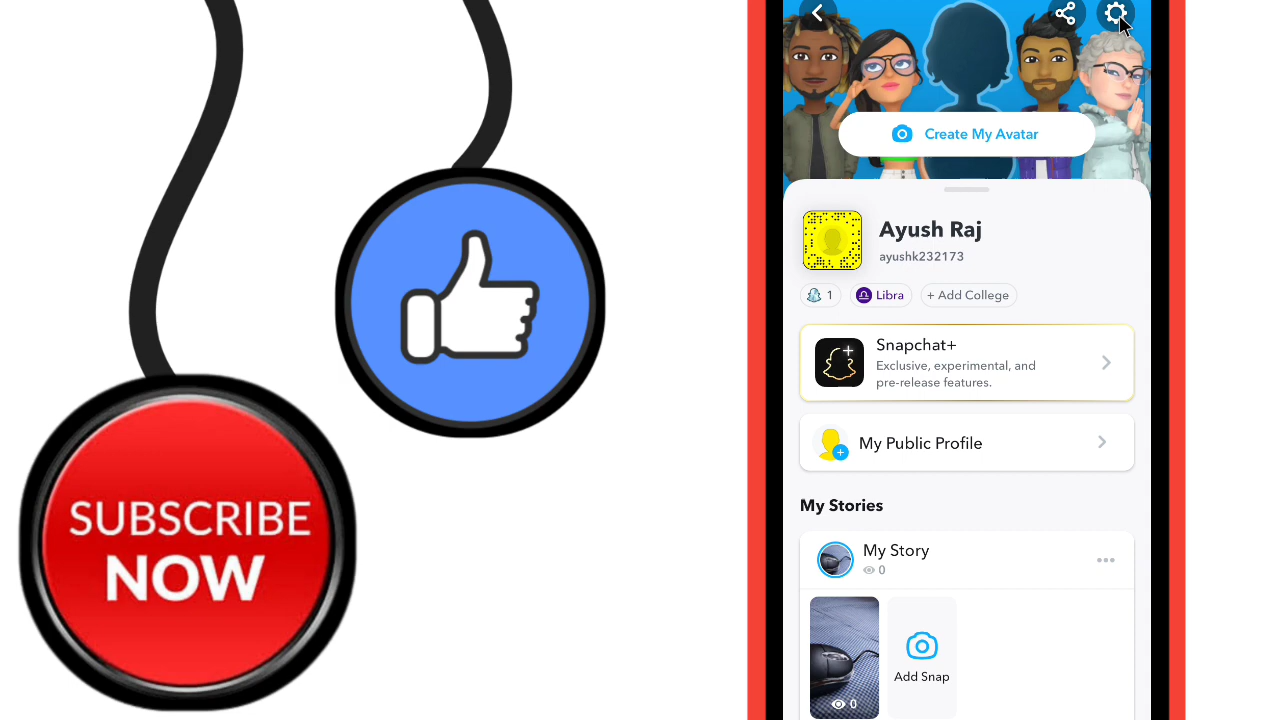 SUBSCRIBE
NOW
Create My Avatar
Ayush Raj
ayushk232173
1
Libra
+ Add College
Snapchat+
Exclusive, experimental, and
pre-release features.
My Public Profile
My Stories
My Story
0
0
Add Snap